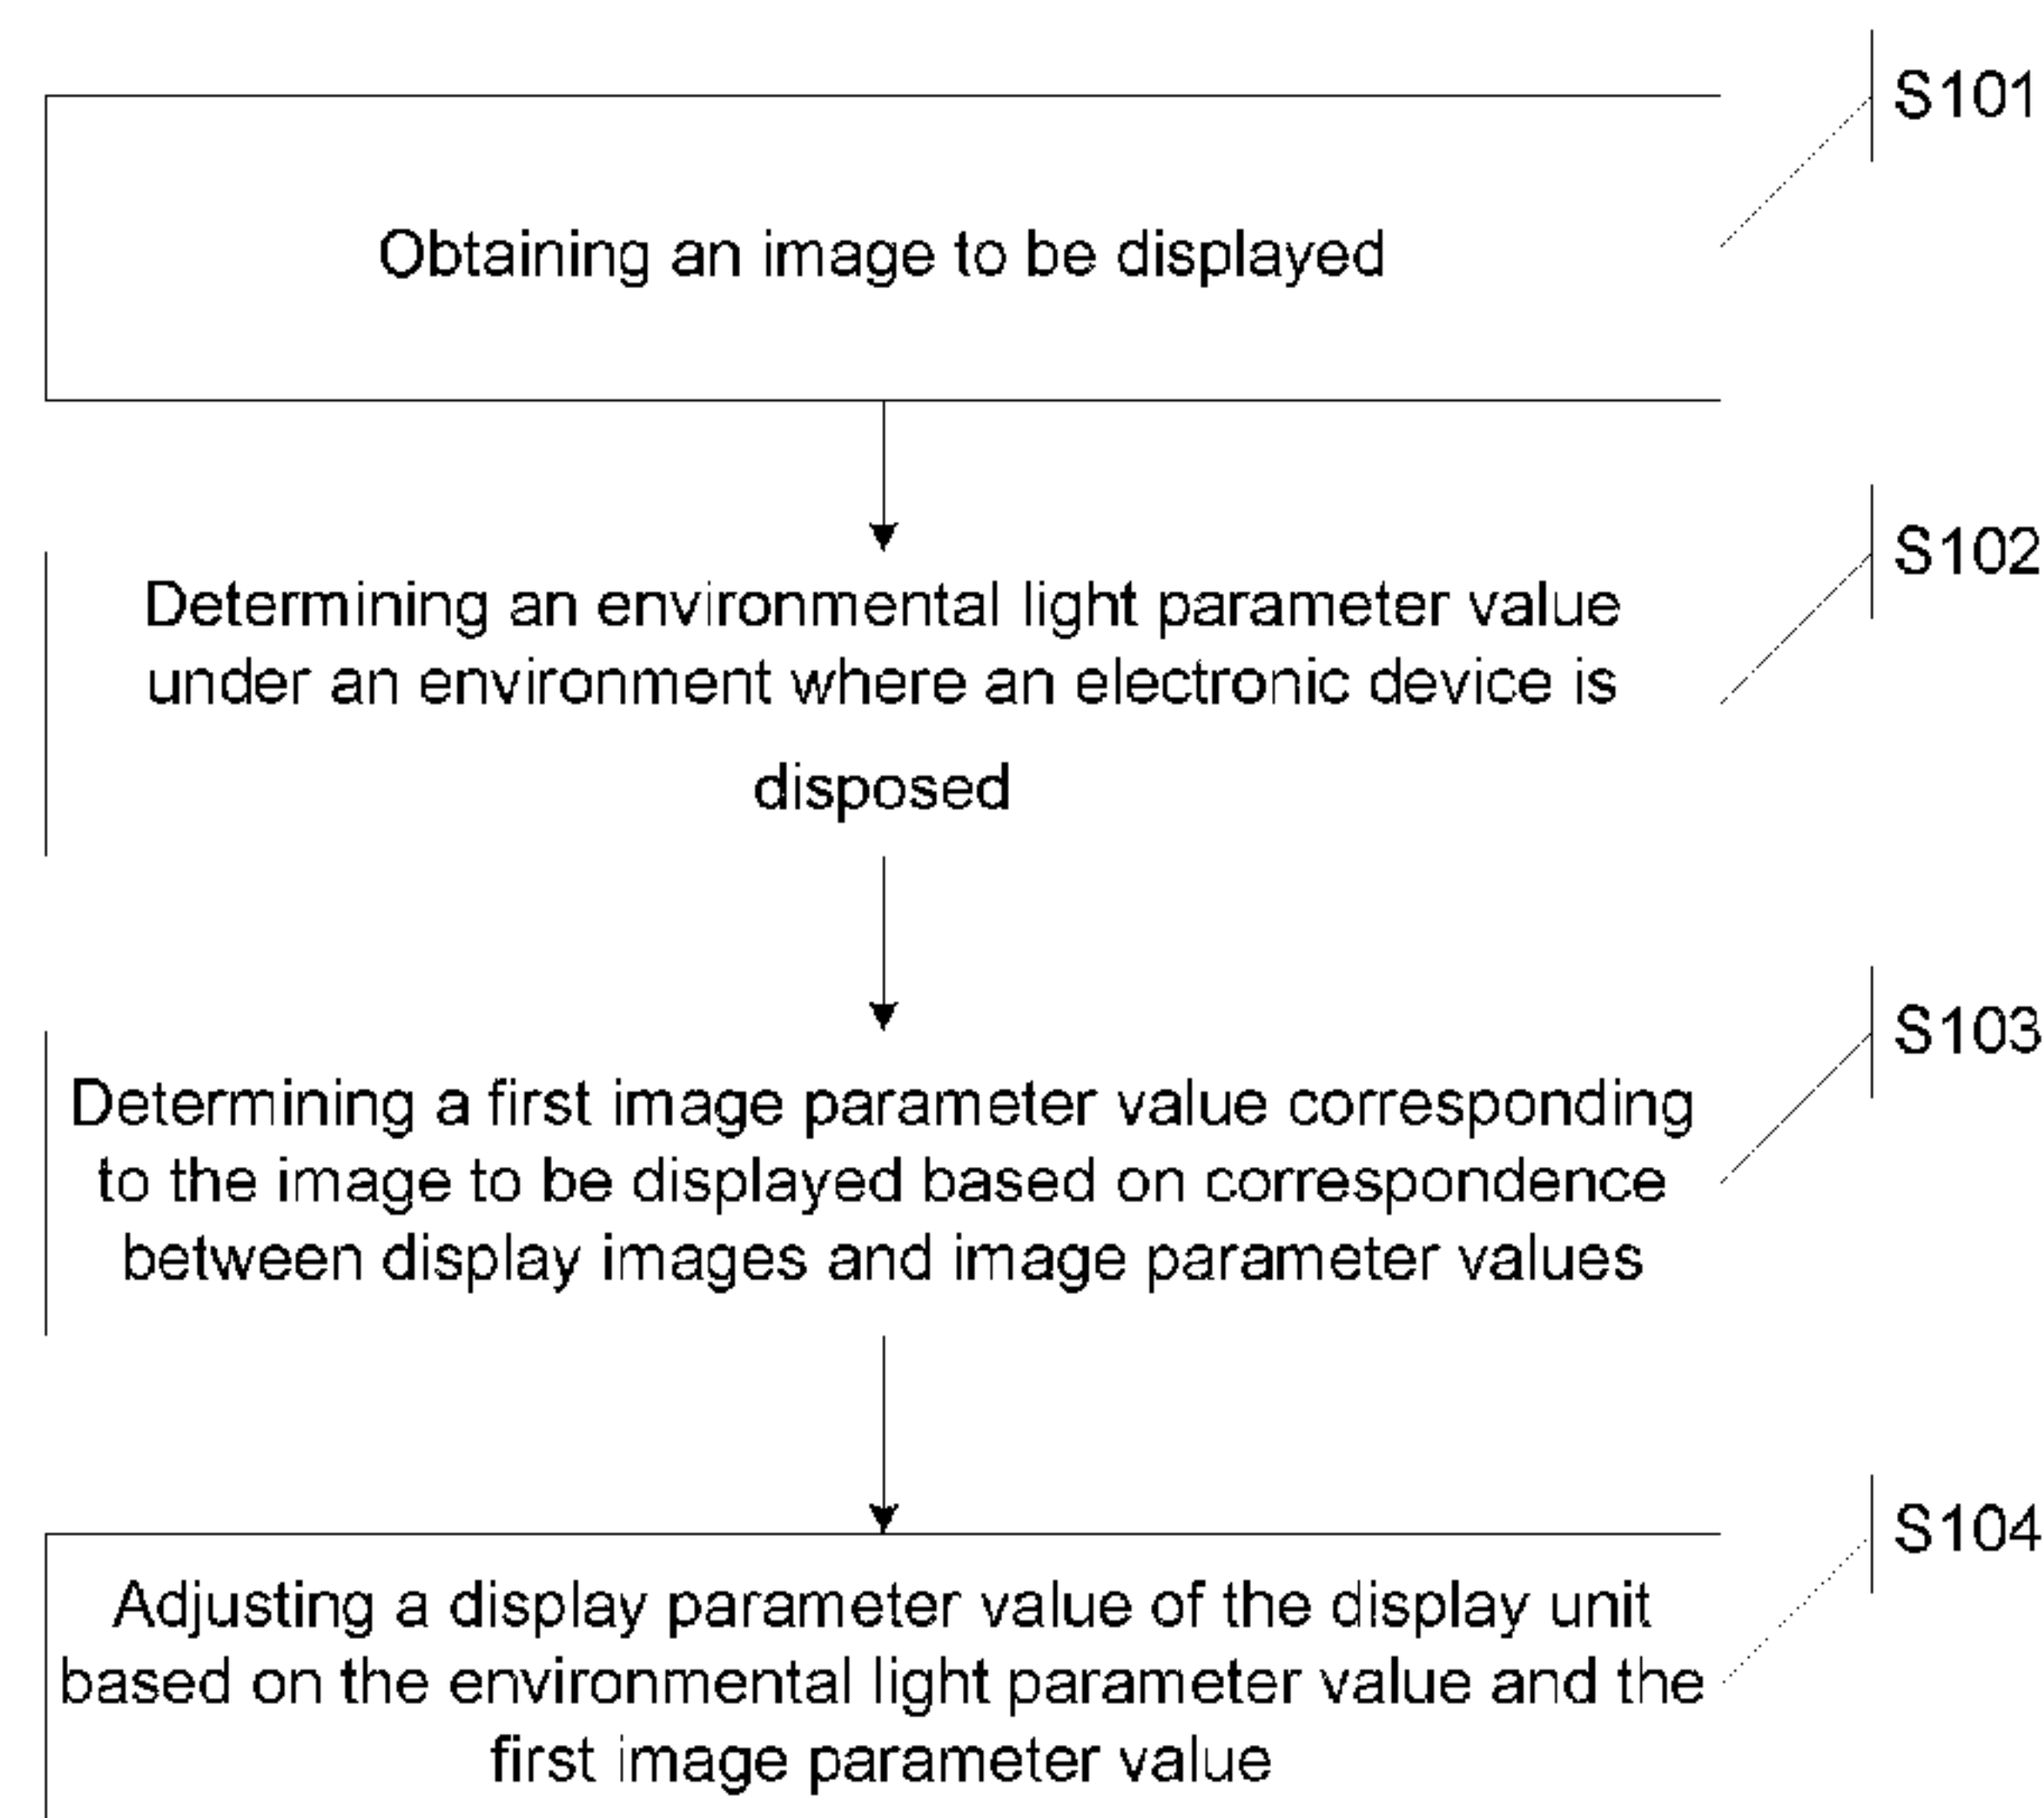 S101
Obtaining an image to be displayed
S102
Determining an environmental light parameter value
under an environment where an electronic device is
disposed
S103
Determining a first image parameter value corresponding
to the image to be displayed based on correspondence
between display images and image parameter values
S104
Adjusting a display parameter value of the display unit
based on the environmental light parameter value and the
first image parameter value